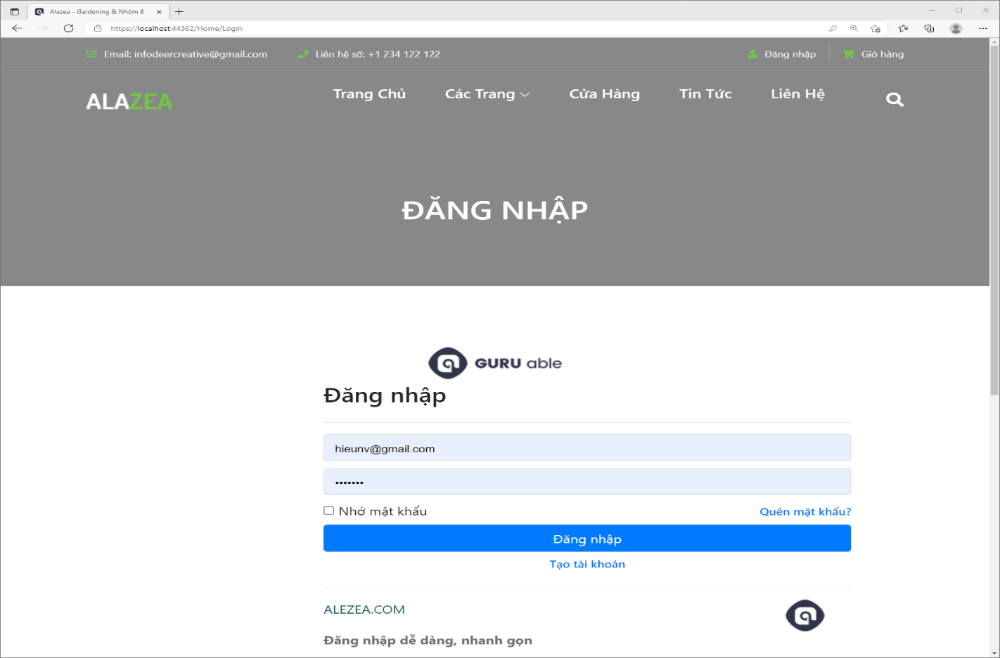 Alazea - Gardening & Nhóm 8
https://localhost:44362/Home/Login
Email: infodeercreative@gmail.com Liên hệ số: +1 234 122 122 Đăng nhập Giỏ hàng
ALAZEA Trang Chủ Các Trang Cửa Hàng Tin Tức Liên Hệ
ĐĂNG NHẬP
GURU able
Đăng nhập
hieunv@gmail.com
•••••••
Nhớ mật khẩu Quên mật khẩu?
Đăng nhập
Tạo tài khoản
ALEZEA.COM
Đăng nhập dễ dàng, nhanh gọn